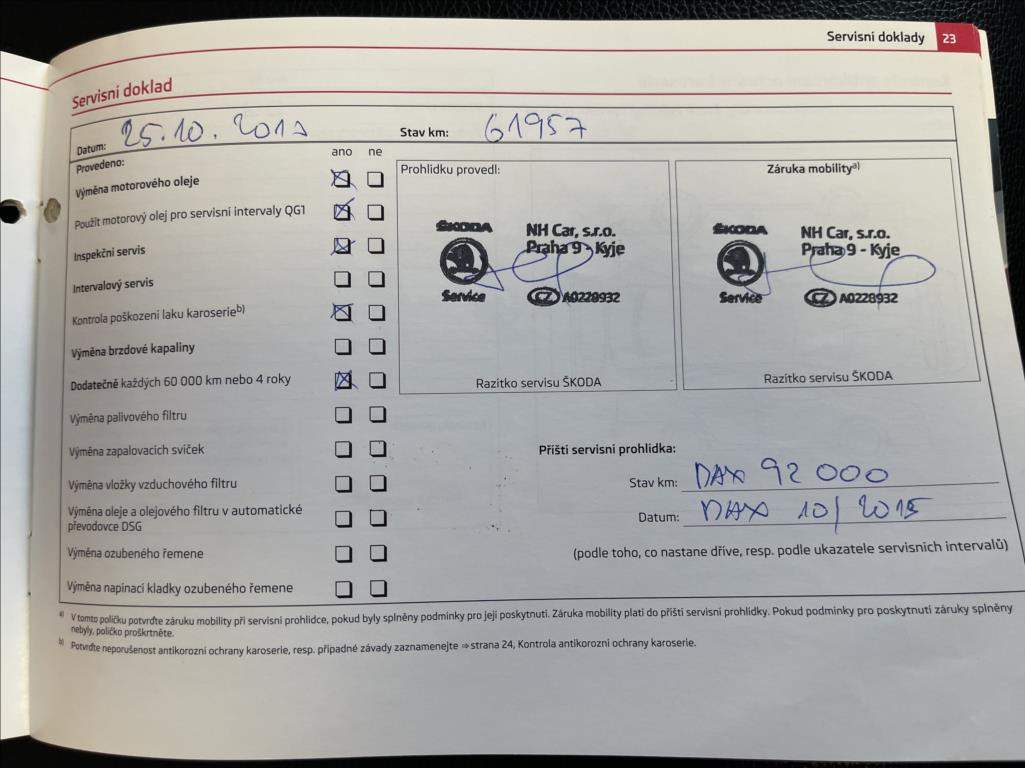 Servisní doklady 23
Servisní doklad
Datum: 25.10. Stav km: 61957
Provedeno: ano ne
Výměna motorového oleje
Použit motorový olej pro servisní intervaly QG1
Inspekční servis
Intervalový servis
Kontrola poškození laku karoserie b)
Výměna brzdové kapaliny
Dodatečně každých 60 000 km nebo 4 roky
Výměna palivového filtru
Výměna zapalovacích svíček
Výměna vložky vzduchového filtru
Výměna oleje a olejového filtru v automatické
převodovce DSG
Výměna ozubeného řemene
Výměna napínací kladky ozubeného řemene
Prohlídku provedl:
ŠKODA
Service
NH Car, s.r.o.
Praha 9 - Kyje
CZ A0228932
Razítko servisu ŠKODA
Záruka mobility a)
ŠKODA
Service
NH Car, s.r.o.
Praha 9 - Kyje
CZ A0228932
Razítko servisu ŠKODA
Příští servisní prohlídka:
Stav km: MAX 92 000
Datum: MAX 10/2015
(podle toho, co nastane dříve, resp. podle ukazatele servisních intervalů)
a) V tomto políčku potvrďte záruku mobility při servisní prohlídce, pokud byly splněny podmínky pro její poskytnutí. Záruka mobility platí do příští servisní prohlídky. Pokud podmínky pro poskytnutí záruky splněny
nebyly, políčko proškrtněte.
b) Potvrďte neporušenost antikorozní ochrany karoserie, resp. případné závady zaznamenejte ⇒ strana 24, Kontrola antikorozní ochrany karoserie.